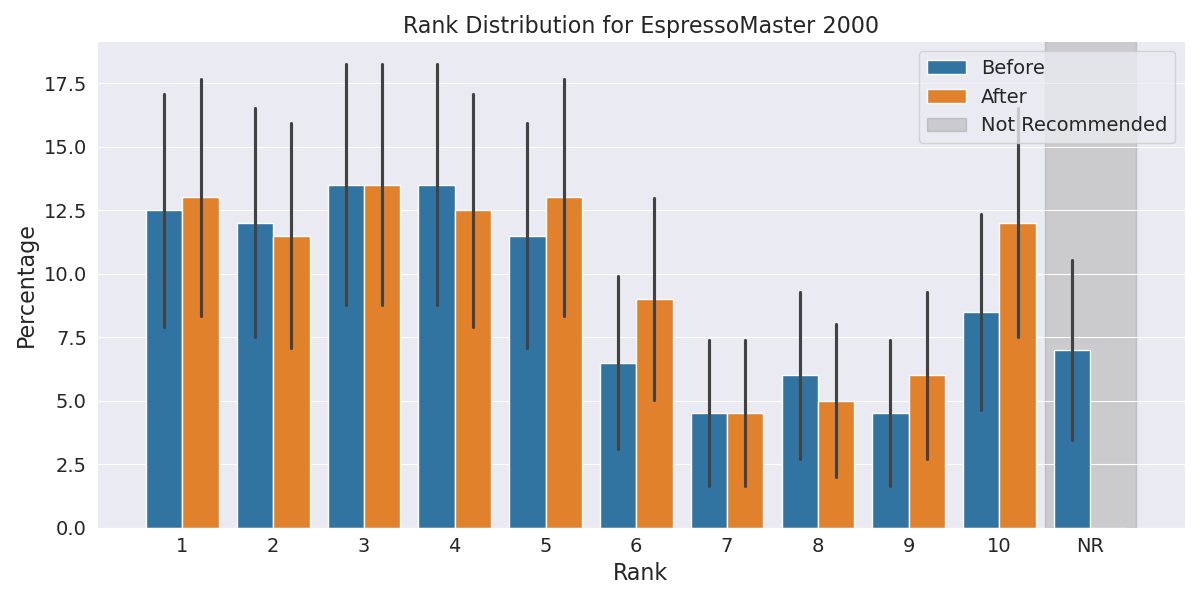 Rank Distribution for EspressoMaster 2000
Before
After
Not Recommended
Percentage
17.5
15.0
12.5
10.0
7.5
5.0
2.5
0.0
1 2 3 4 5 6 7 8 9 10 NR
Rank